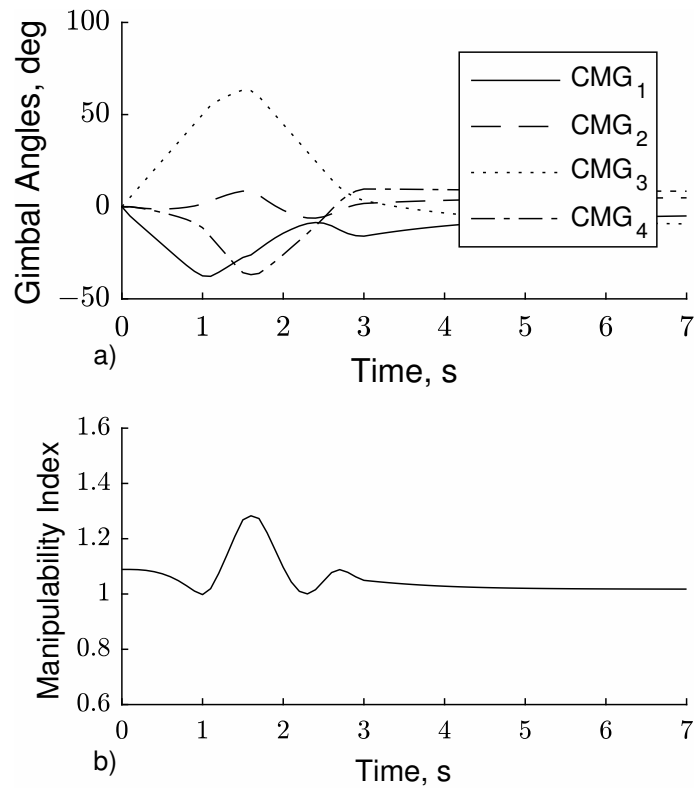 100
50
0
−50
Gimbal Angles, deg
CMG1
CMG2
CMG3
CMG4
0 1 2 3 4 5 6 7
a)
Time, s
1.6
1.4
1.2
1
0.8
0.6
Manipulability Index
0 1 2 3 4 5 6 7
b)
Time, s